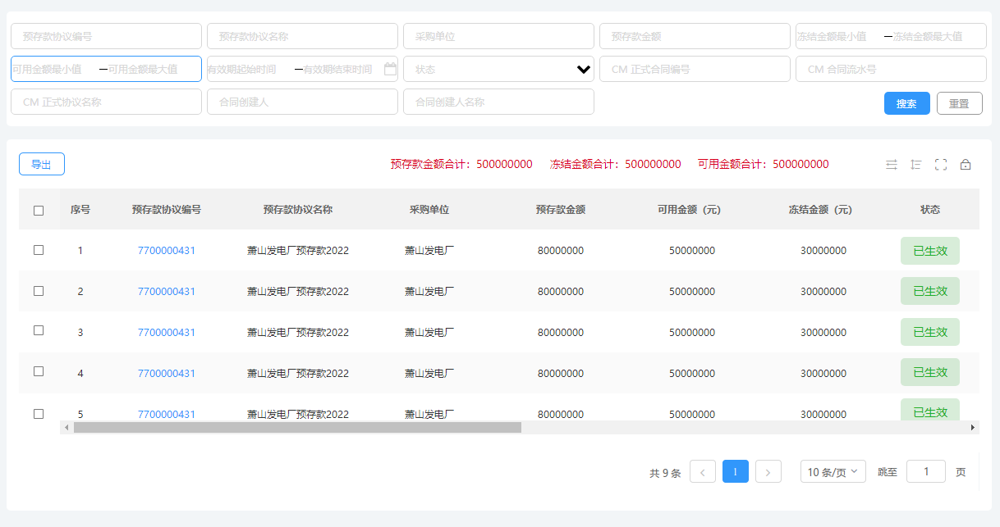 预存款协议编号 预存款协议名称 采购单位 预存款金额 冻结金额最小值 —冻结金额最大值
可用金额最小值 —可用金额最大值 有效期起始时间 —有效期结束时间 状态 CM 正式合同编号 CM 合同流水号
CM 正式协议名称 合同创建人 合同创建人名称 搜索 重置
导出 预存款金额合计：500000000 冻结金额合计：500000000 可用金额合计：500000000
序号 预存款协议编号 预存款协议名称 采购单位 预存款金额 可用金额（元） 冻结金额（元） 状态
1 7700000431 萧山发电厂预存款2022 萧山发电厂 80000000 50000000 30000000 已生效
2 7700000431 萧山发电厂预存款2022 萧山发电厂 80000000 50000000 30000000 已生效
3 7700000431 萧山发电厂预存款2022 萧山发电厂 80000000 50000000 30000000 已生效
4 7700000431 萧山发电厂预存款2022 萧山发电厂 80000000 50000000 30000000 已生效
5 7700000431 萧山发电厂预存款2022 萧山发电厂 80000000 50000000 30000000 已生效
共 9 条 < 1 > 10 条/页 跳至 1 页